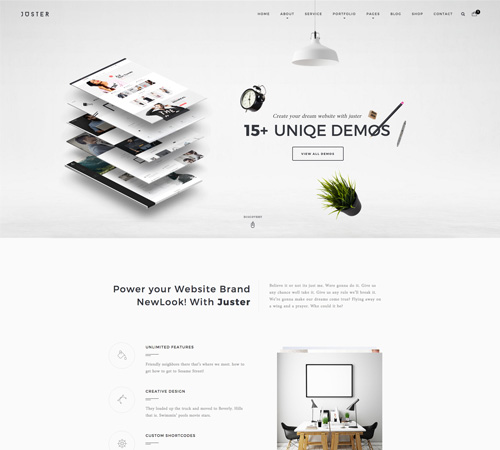 JUSTER
HOME ABOUT SERVICE PORTFOLIO PAGES BLOG SHOP CONTACT
Create your dream website with juster
15+ UNIQE DEMOS
VIEW ALL DEMOS
DISCOVERY
Power your Website Brand
NewLook! With Juster
Believe it or not its just me. Were gonna do it. Give us
any chance well take it. Give us any rule we'll break it.
We're gonna make our dreams come true! Flying away on
a wing and a prayer. Who could it be?
UNLIMITED FEATURES
Friendly neighbors there that's where we meet. how to
get how to get to Sesame Street?
CREATIVE DESIGN
They loaded up the truck and moved to Beverly. Hills
that is. Swimmin' pools movie stars.
CUSTOM SHORTCODES